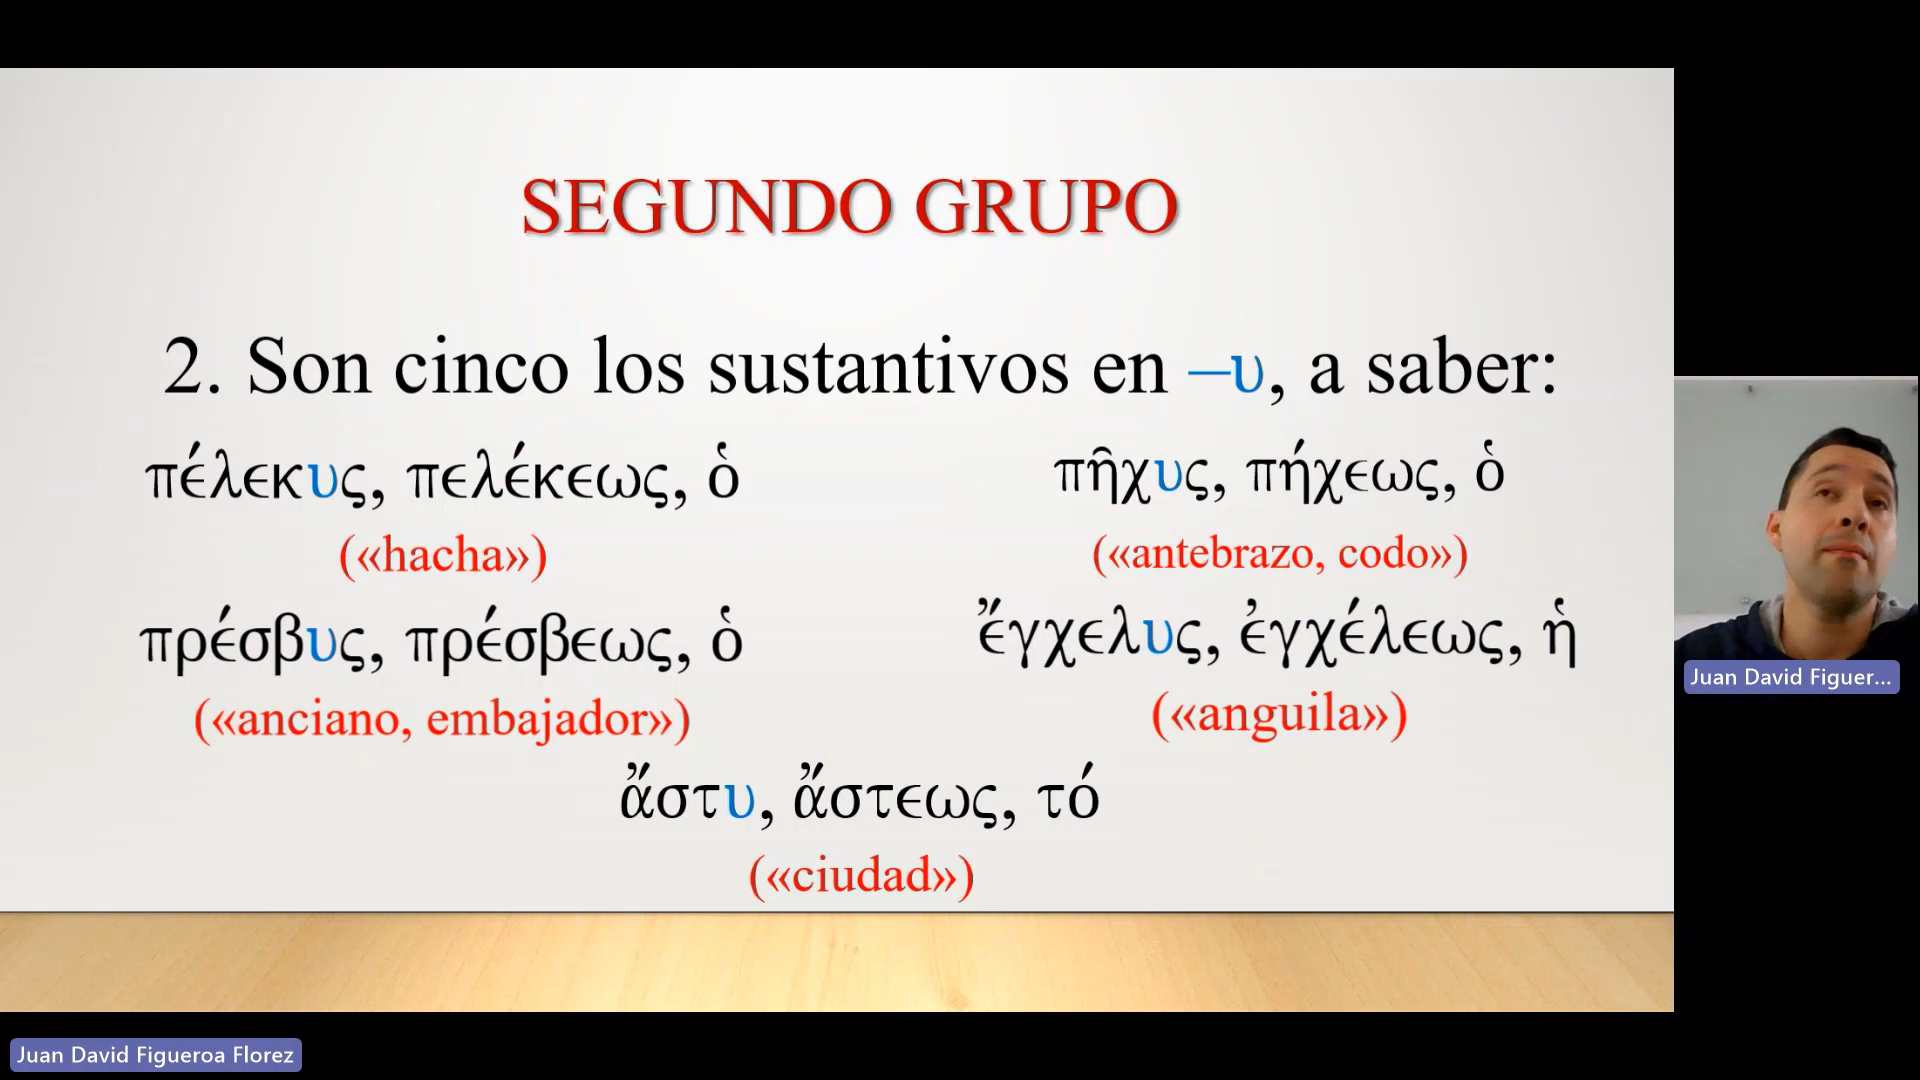 SEGUNDO GRUPO
2. Son cinco los sustantivos en –υ, a saber:
πέλεκυς, πελέκεως, ὁ
(«hacha»)
πῆχυς, πήχεως, ὁ
(«antebrazo, codo»)
πρέσβυς, πρέσβεως, ὁ
(«anciano, embajador»)
ἔγχελυς, ἐγχέλεως, ἡ
(«anguila»)
ἄστυ, ἄστεως, τό
(«ciudad»)
Juan David Figuer...
Juan David Figueroa Florez